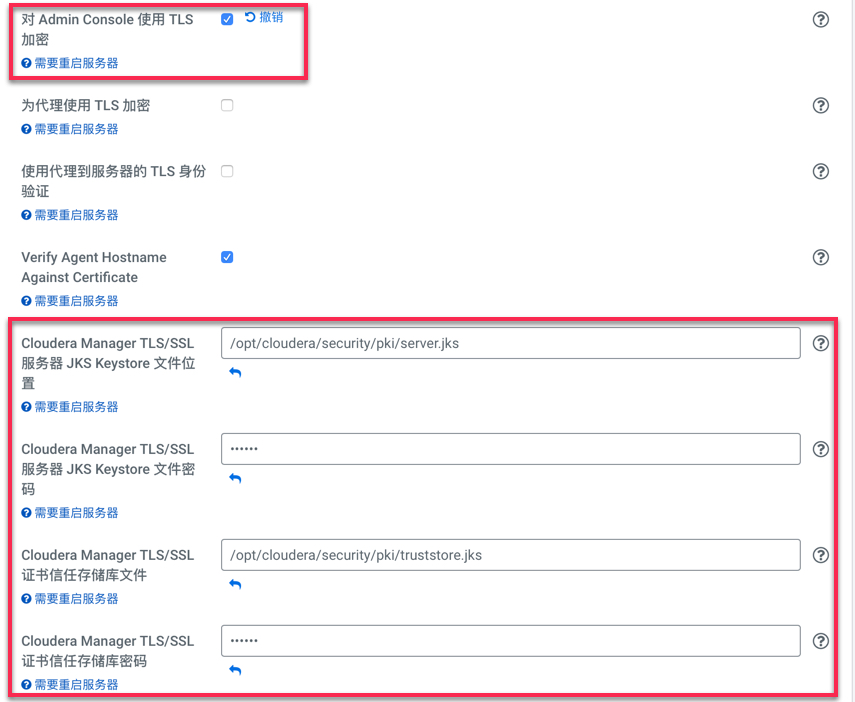 对 Admin Console 使用 TLS
加密
撤销
需要重启服务器
为代理使用 TLS 加密
需要重启服务器
使用代理到服务器的 TLS 身份
验证
需要重启服务器
Verify Agent Hostname
Against Certificate
需要重启服务器
Cloudera Manager TLS/SSL
服务器 JKS Keystore 文件位
置
/opt/cloudera/security/pki/server.jks
需要重启服务器
Cloudera Manager TLS/SSL
服务器 JKS Keystore 文件密
码
••••••
需要重启服务器
Cloudera Manager TLS/SSL
证书信任存储库文件
/opt/cloudera/security/pki/truststore.jks
需要重启服务器
Cloudera Manager TLS/SSL
证书信任存储库密码
••••••
需要重启服务器